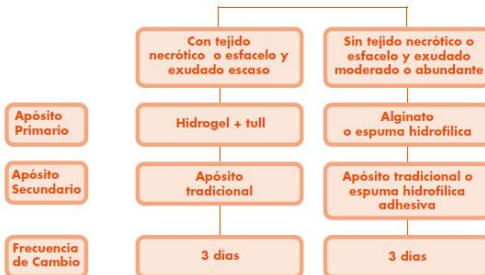 Con tejido
necrótico o esfacelo y
exudado escaso
Sin tejido necrótico o
esfacelo y exudado
moderado o abundante
Apósito
Primario
Hidrogel + tull
Alginato
o espuma hidrofílica
Apósito
Secundario
Apósito
tradicional
Apósito tradicional o
espuma hidrofílica
adhesiva
Frecuencia
de Cambio
3 días
3 días